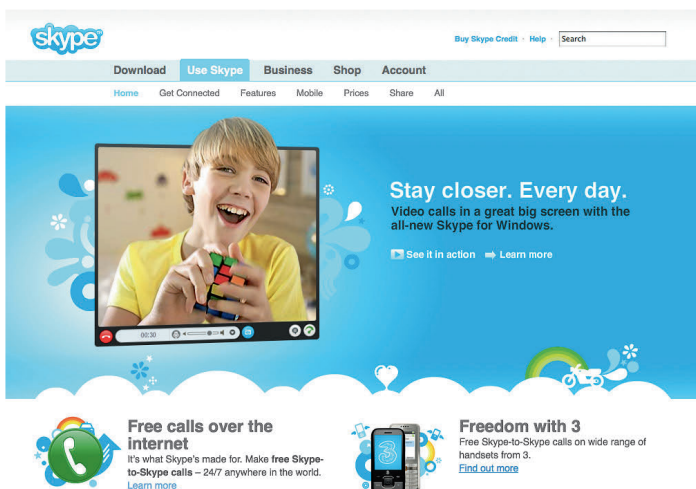 skype
Buy Skype Credit · Help · Search
Download Use Skype Business Shop Account
Home Get Connected Features Mobile Prices Share All
Stay closer. Every day.
Video calls in a great big screen with the
all-new Skype for Windows.
See it in action Learn more
00:30
Free calls over the
internet
It's what Skype's made for. Make free Skype-
to-Skype calls – 24/7 anywhere in the world.
Learn more
3
Freedom with 3
Free Skype-to-Skype calls on wide range of
handsets from 3.
Find out more